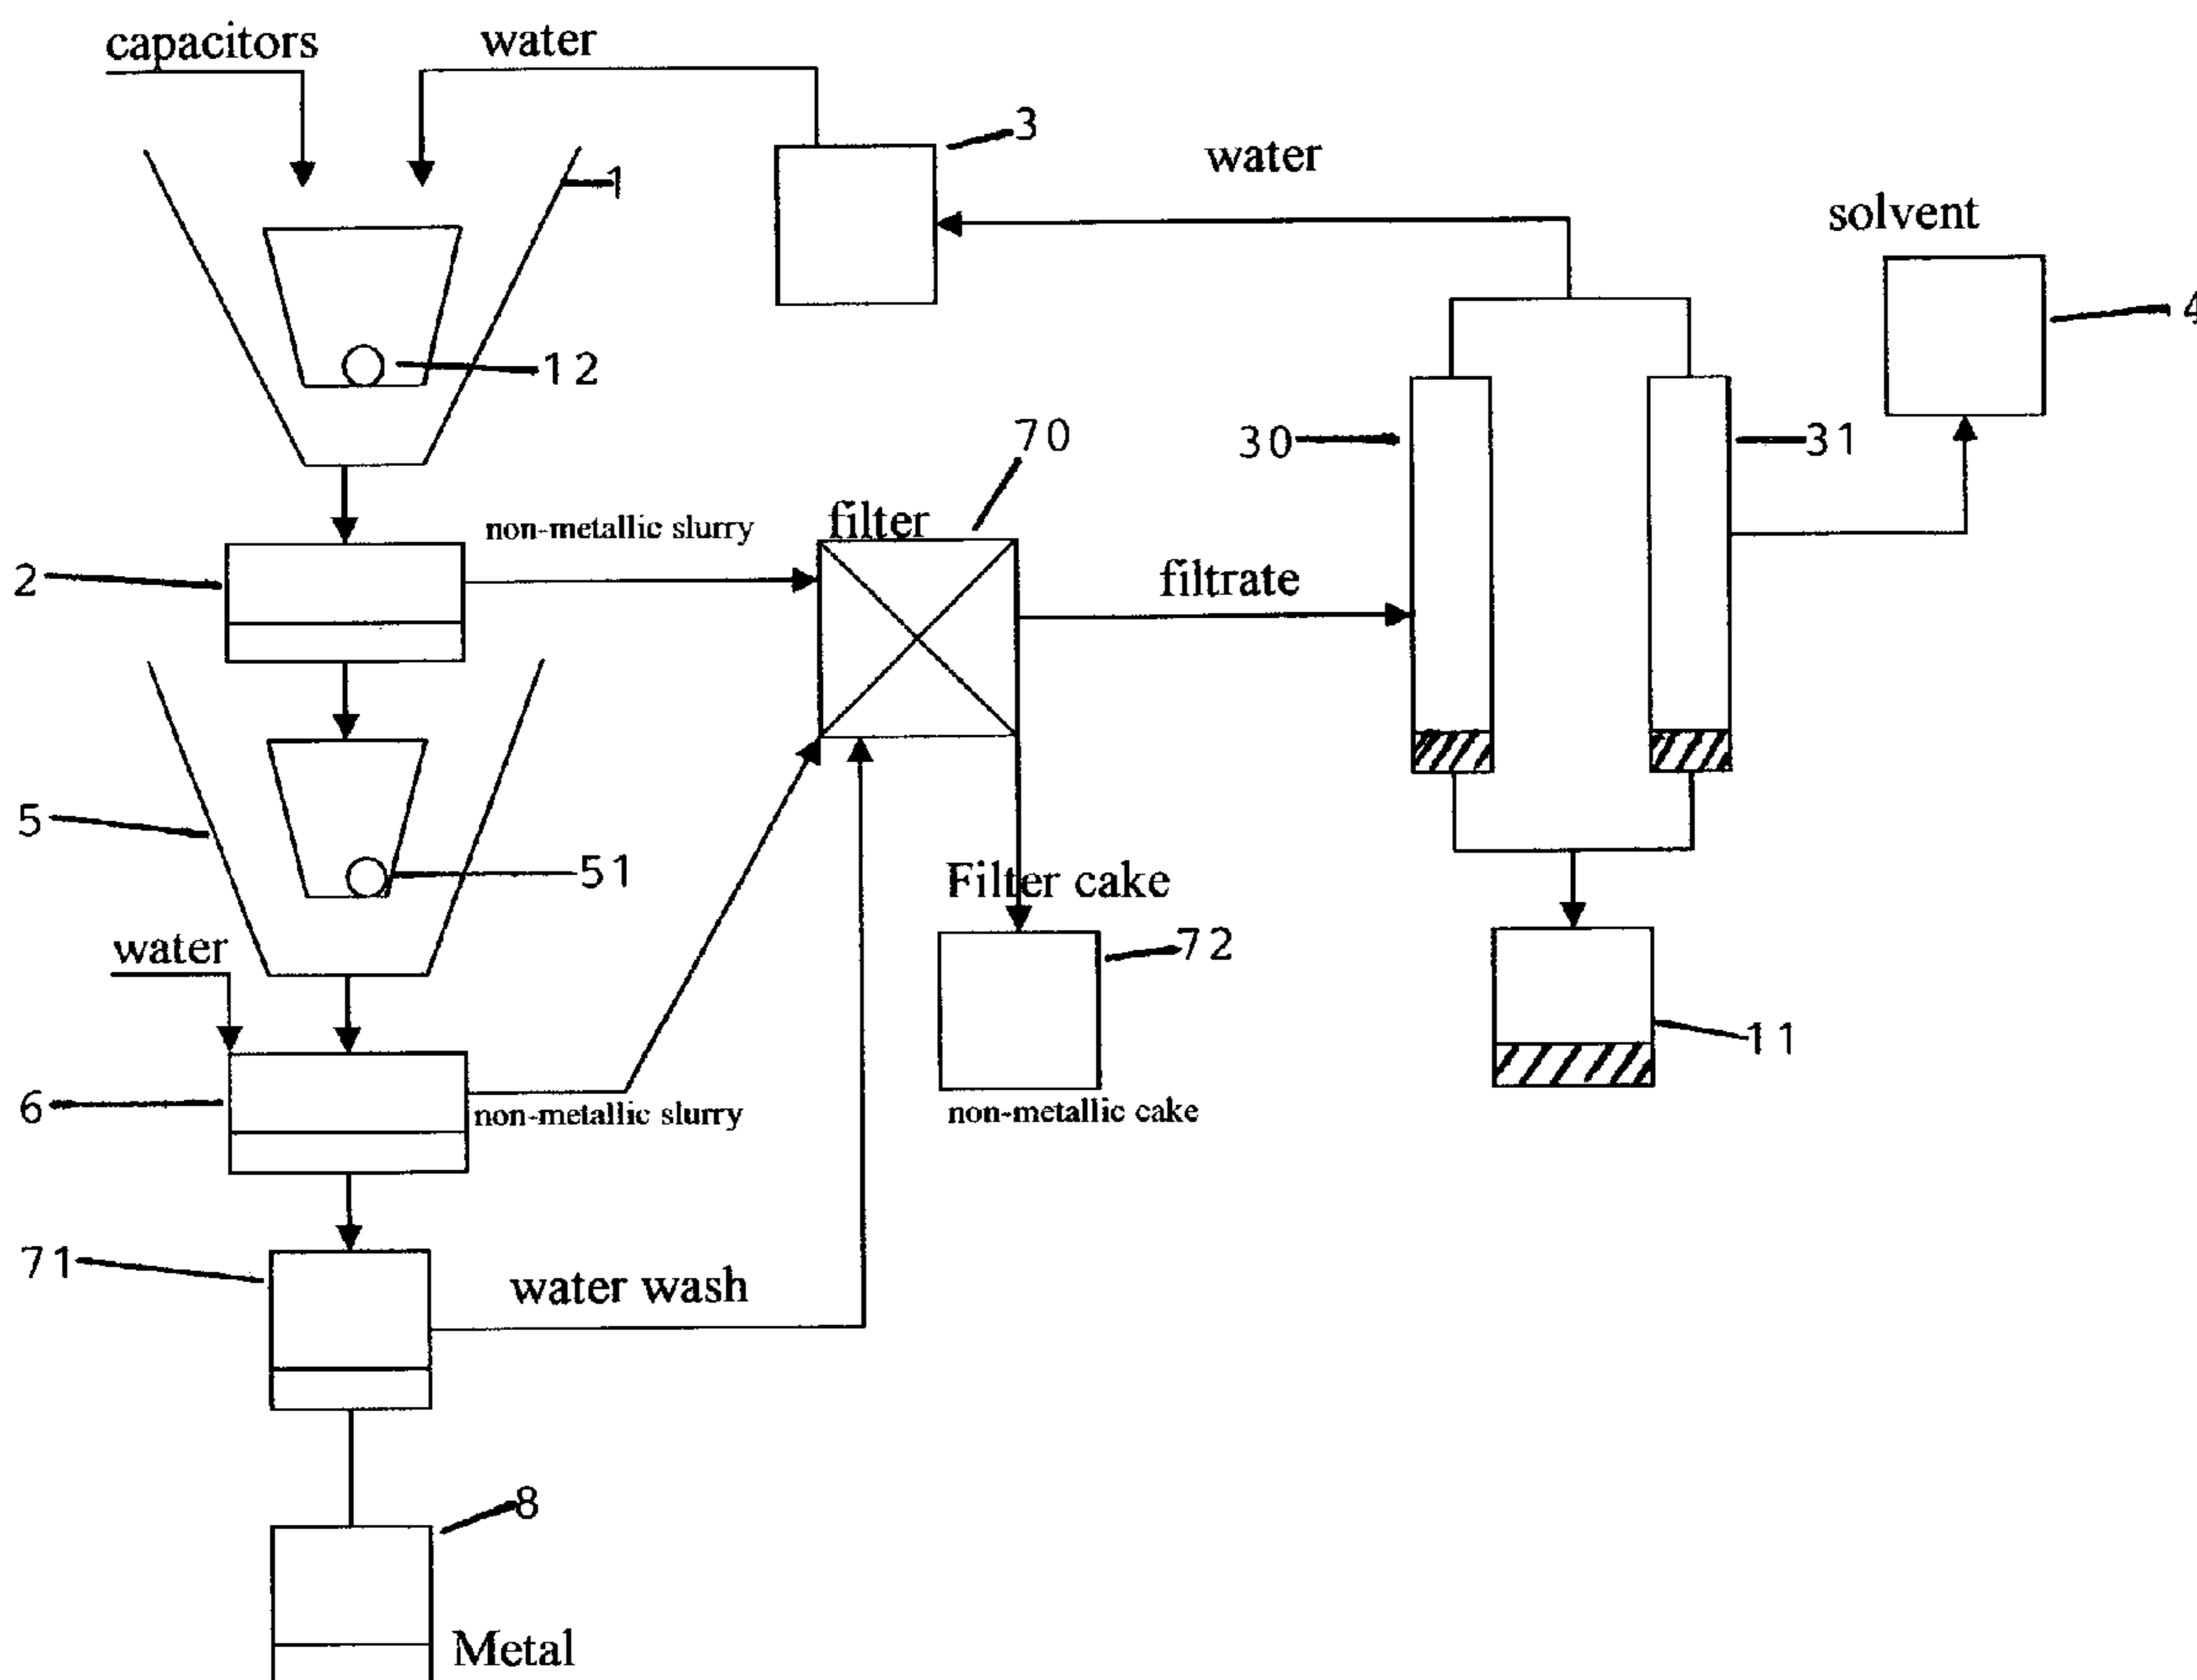 capacitors
water
3
water
1
solvent
4
12
70
30
31
non-metallic slurry
filter
2
filtrate
5
51
Filter cake
water
72
11
6
non-metallic slurry
non-metallic cake
71
water wash
8
Metal